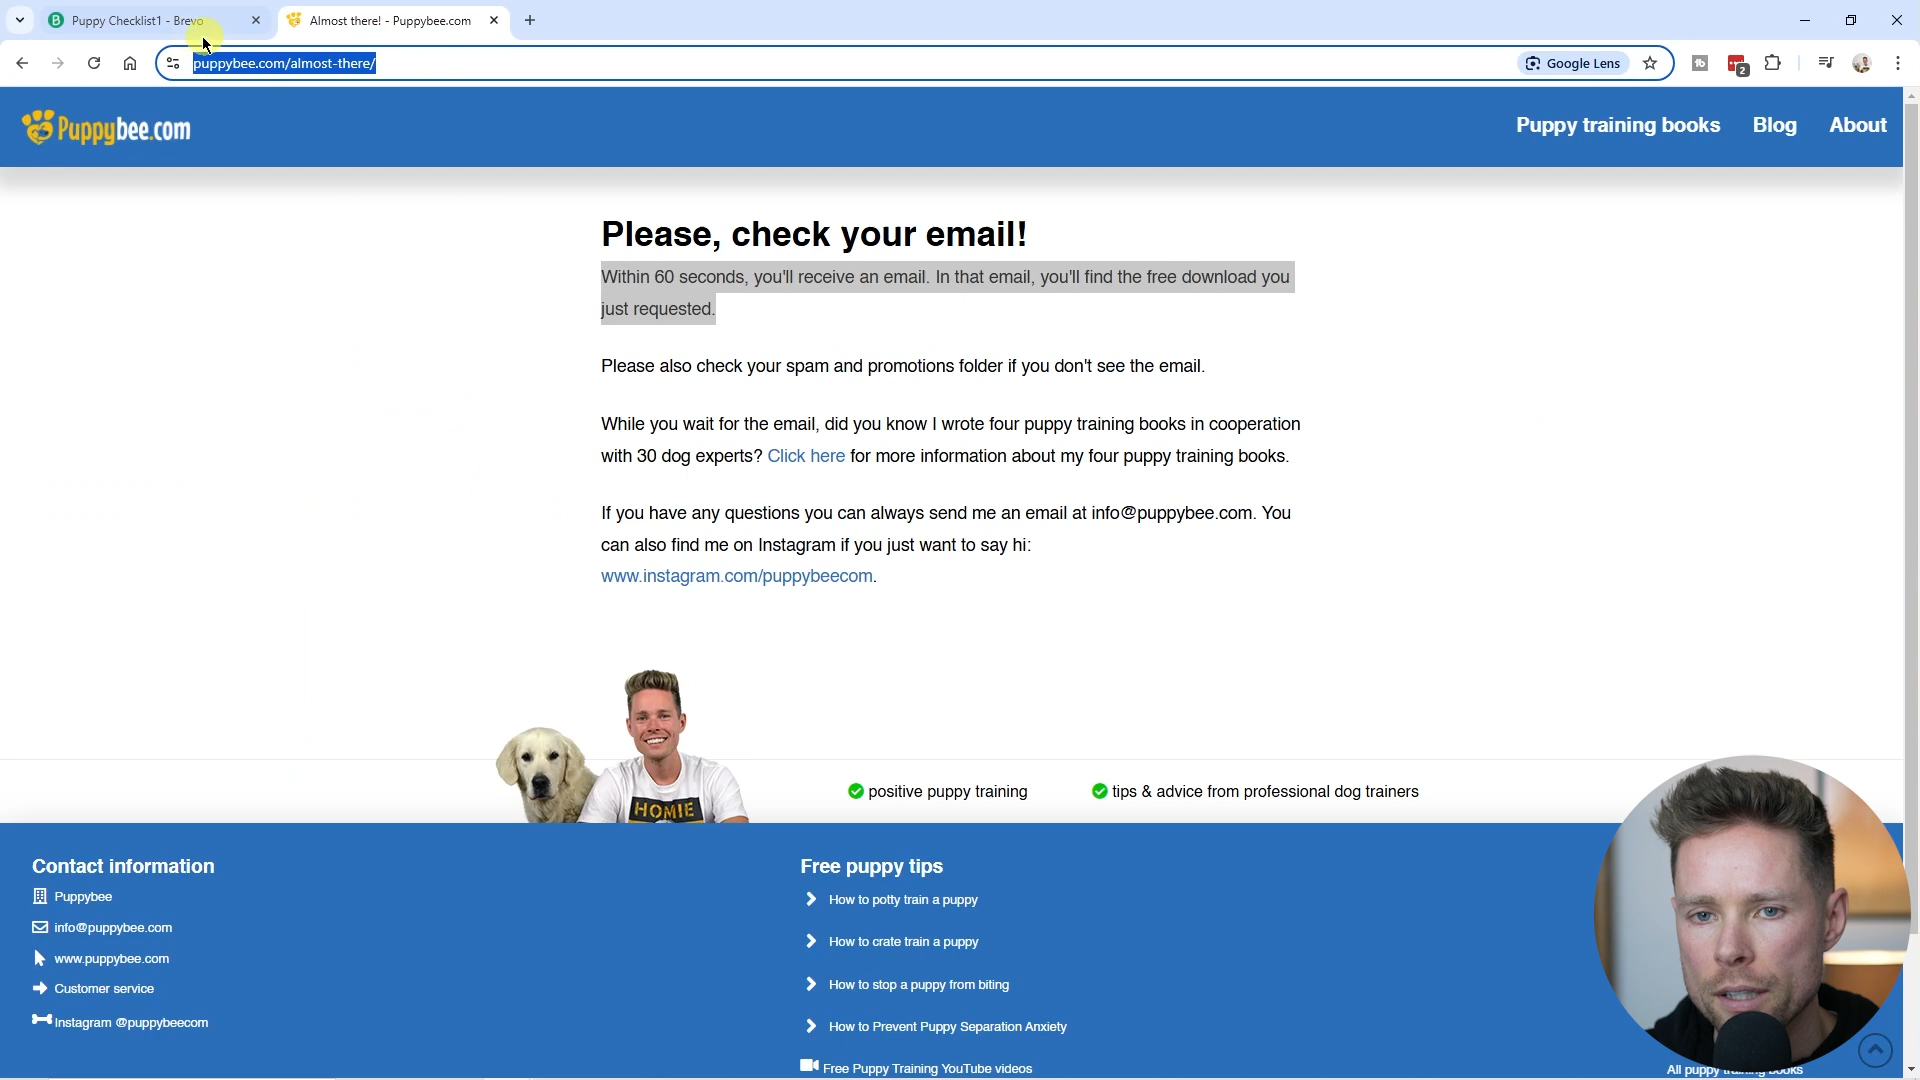 Puppy Checklist1 - Brevo
Almost there! - Puppybee.com
puppybee.com/almost-there/
Google Lens
2
Puppybee.com
Puppy training books
Blog
About
Please, check your email!
Within 60 seconds, you'll receive an email. In that email, you'll find the free download you
just requested.
Please also check your spam and promotions folder if you don't see the email.
While you wait for the email, did you know I wrote four puppy training books in cooperation
with 30 dog experts? Click here for more information about my four puppy training books.
If you have any questions you can always send me an email at info@puppybee.com. You
can also find me on Instagram if you just want to say hi:
www.instagram.com/puppybeecom.
HOMIE
positive puppy training
tips & advice from professional dog trainers
Contact information
Puppybee
info@puppybee.com
www.puppybee.com
Customer service
Instagram @puppybeecom
Free puppy tips
How to potty train a puppy
How to crate train a puppy
How to stop a puppy from biting
How to Prevent Puppy Separation Anxiety
Free Puppy Training YouTube videos
All puppy training books